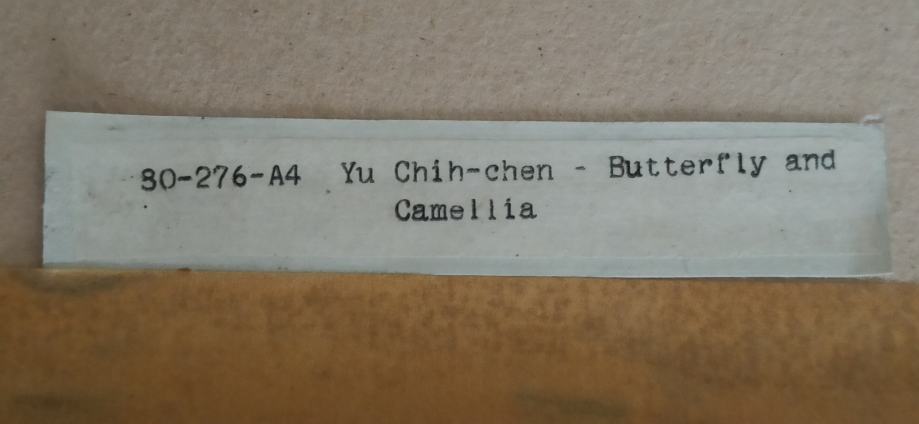 80-276-A4 Yu Chih-chen - Butterfly and
Camellia